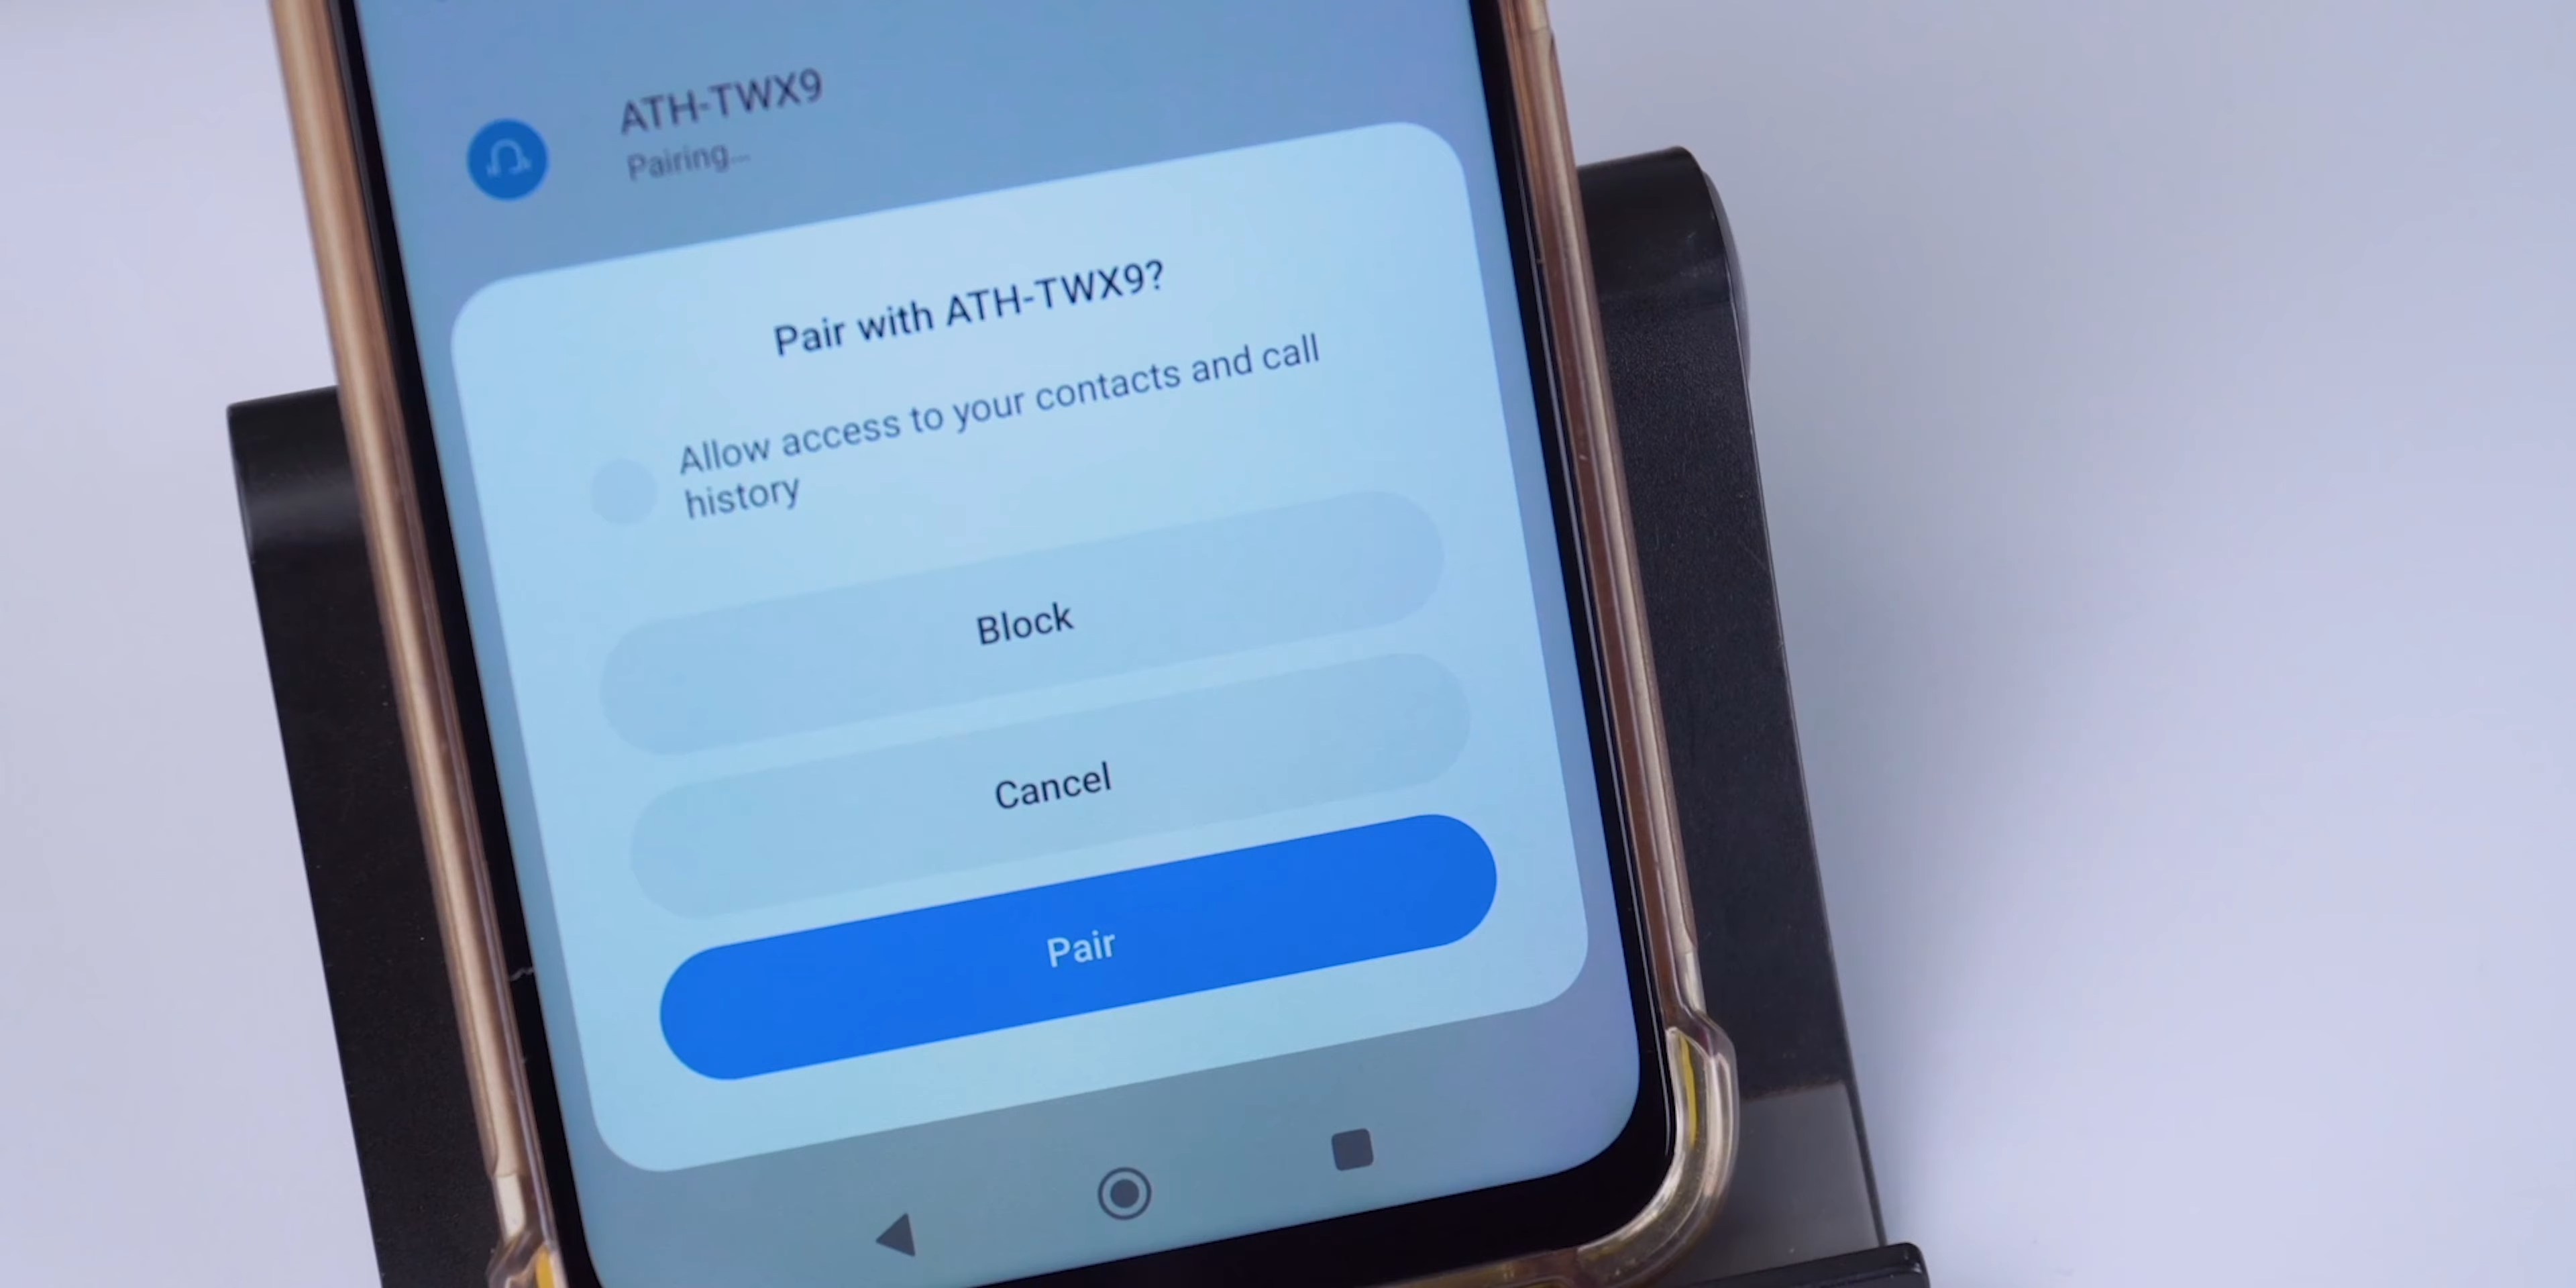 ATH-TWX9
Pairing...
Pair with ATH-TWX9?
Allow access to your contacts and call
history
Block
Cancel
Pair